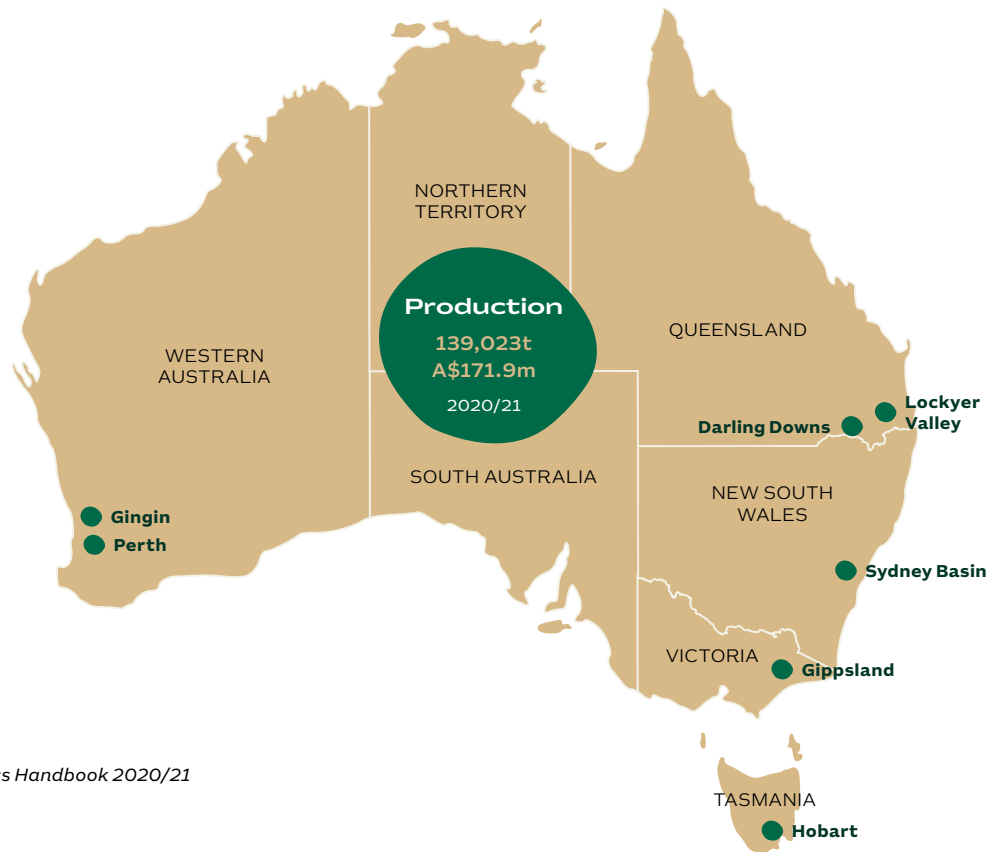 NORTHERN
TERRITORY
Production
139,023t
A$171.9m
2020/21
QUEENSLAND
WESTERN
AUSTRALIA
Lockyer
Valley
Darling Downs
SOUTH AUSTRALIA
NEW SOUTH
WALES
Gingin
Perth
Sydney Basin
VICTORIA
Gippsland
Handbook 2020/21
TASMANIA
Hobart